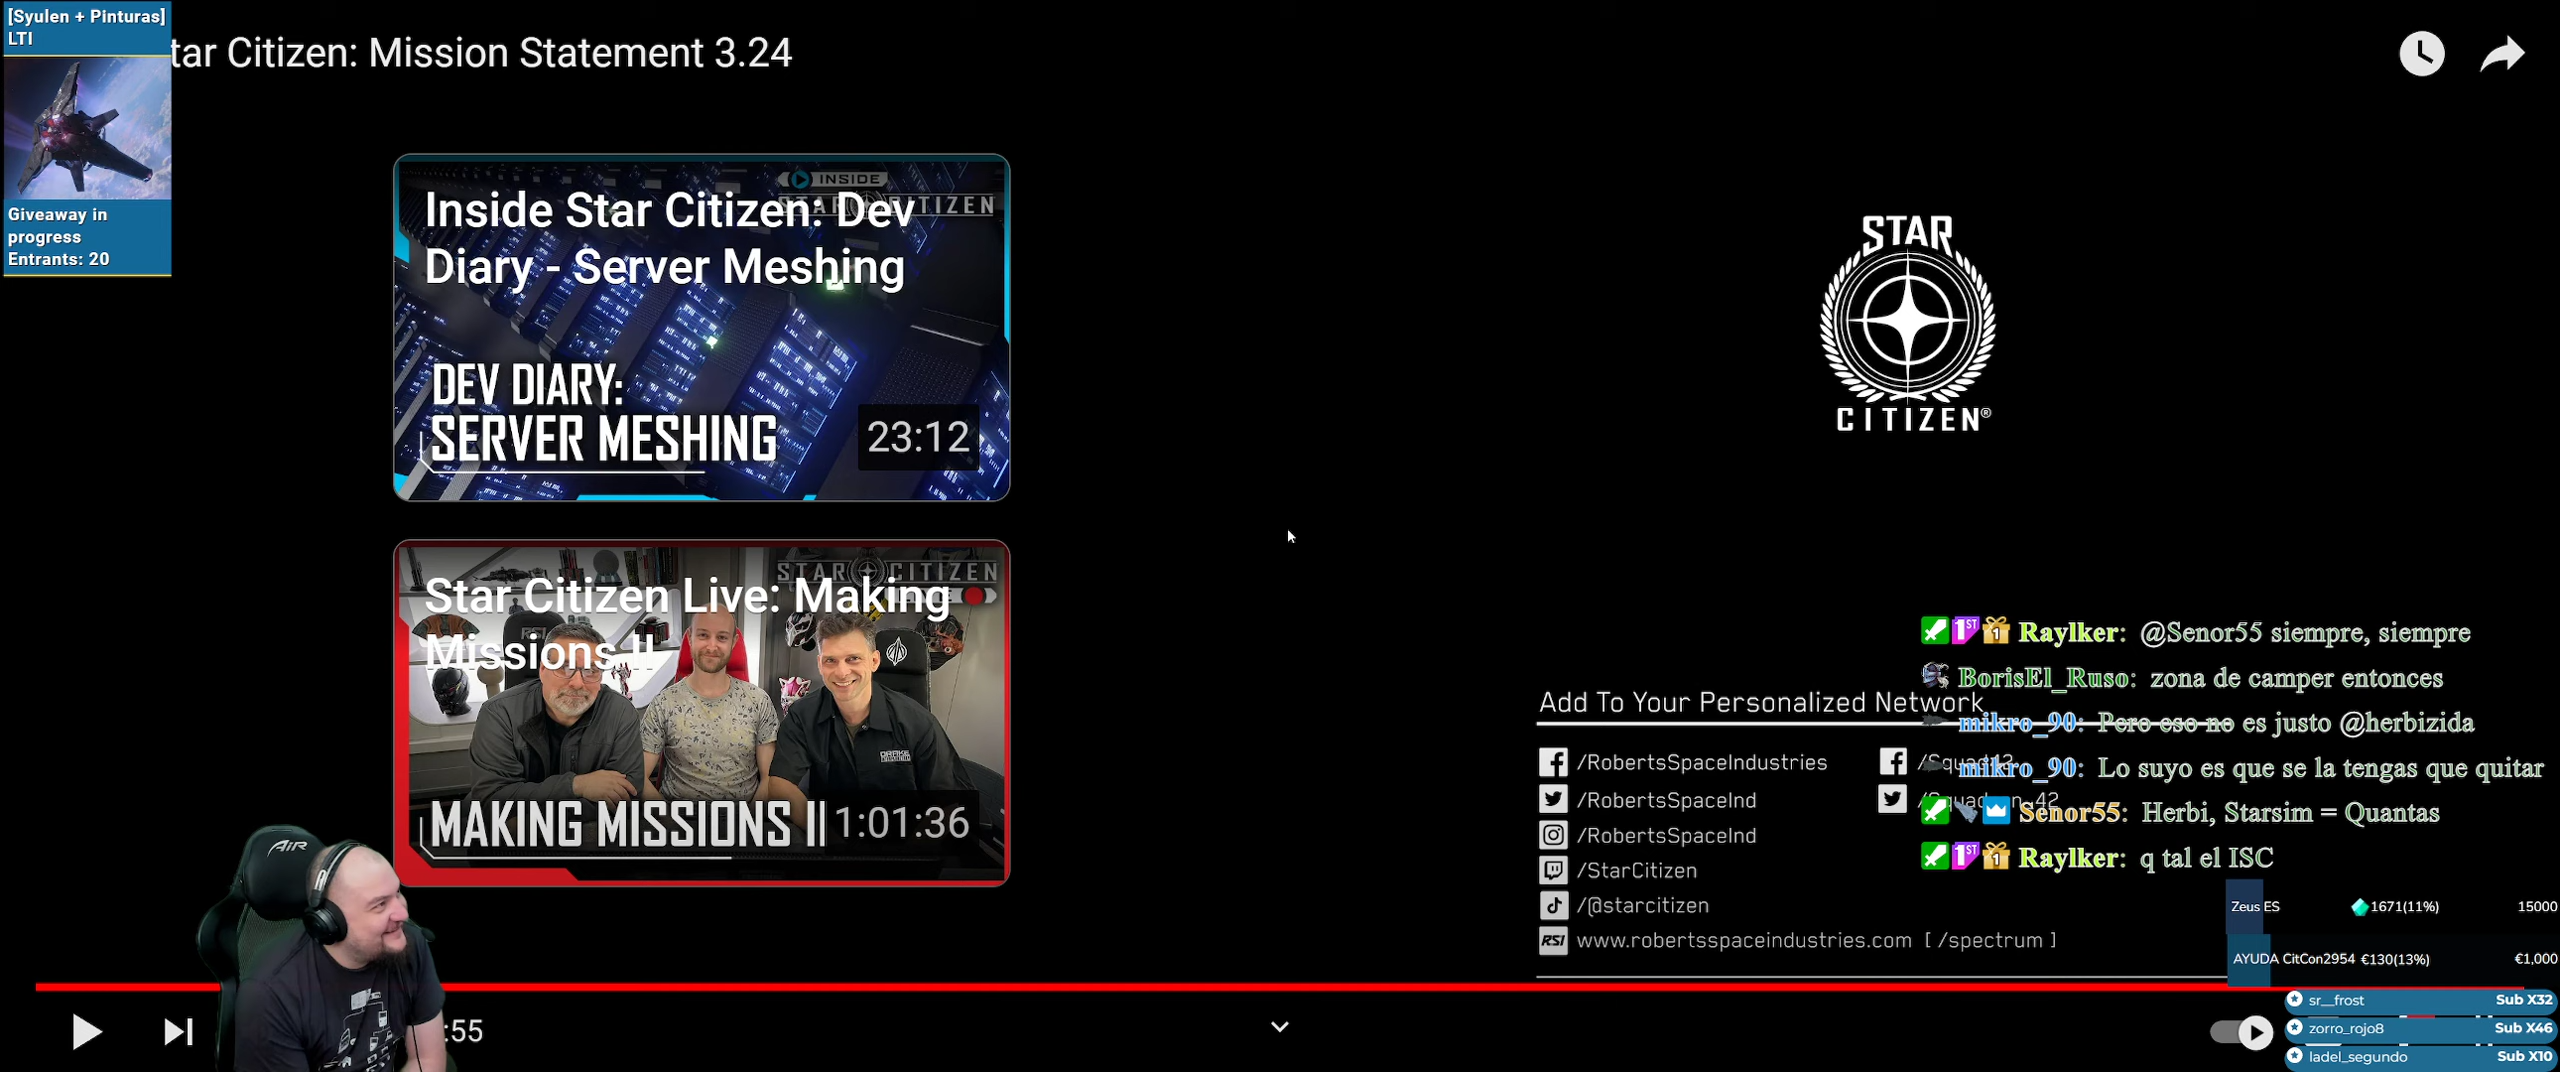 [Syulen + Pinturas]
LTI
tar Citizen: Mission Statement 3.24
Giveaway in
progress
Entrants: 20
INSIDE
STAR CITIZEN
Inside Star Citizen: Dev
Diary - Server Meshing
DEV DIARY:
SERVER MESHING
23:12
STAR CITIZEN
Star Citizen Live: Making
Missions II
DRAKE
MAKING MISSIONS II
1:01:36
AIR
STAR
CITIZEN®
Add To Your Personalized Network
/RobertsSpaceIndustries
/RobertsSpaceInd
/RobertsSpaceInd
/StarCitizen
/@starcitizen
RSI www.robertsspaceindustries.com [ /spectrum ]
Raylker: @Senor55 siempre, siempre
BorisEl_Ruso: zona de camper entonces
mikro_90: Pero eso no es justo @herbizida
mikro_90: Lo suyo es que se la tengas que quitar
Senor55: Herbi, Starsim = Quantas
Raylker: q tal el ISC
Zeus ES 1671(11%) 15000
AYUDA CitCon2954 €130(13%) €1,000
sr__frost Sub X32
zorro_rojo8 Sub X46
ladel_segundo Sub X10
:55